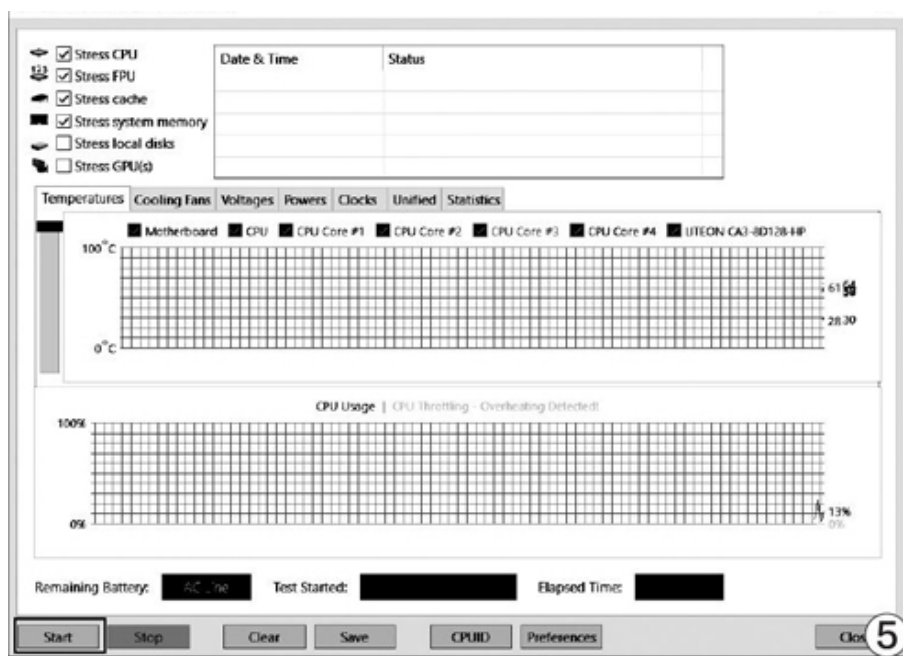 Stress CPU
Date & Time Status
123
Stress FPU
Stress cache
Stress system memory
Stress local disks
Stress GPU(s)
Temperatures Cooling Fans Voltages Powers Clocks Unified Statistics
Motherboard CPU CPU Core #1 CPU Core #2 CPU Core #3 CPU Core #4 LITEON CA3-8D128-HP
100°C
61
28 30
0°C
CPU Usage | CPU Throttling - Overheating Detected!
100%
13%
0% 0%
Remaining Battery: AC Line Test Started: Elapsed Time:
Start Stop Clear Save CPUID Preferences Clos 5